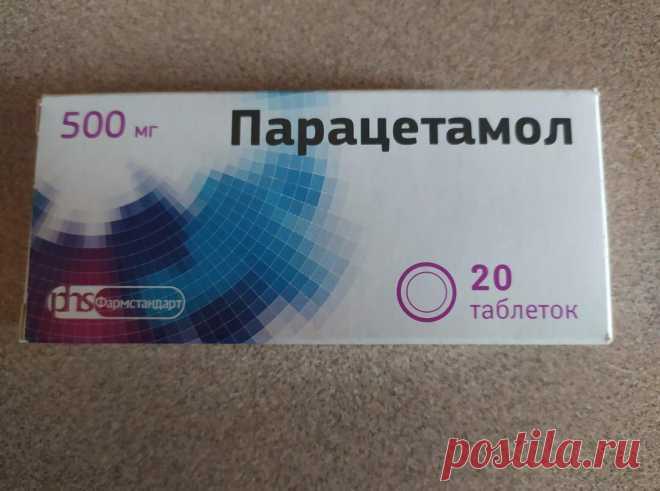 500 мг
Парацетамол
20
таблеток
phs Фармстандарт
postila.ru